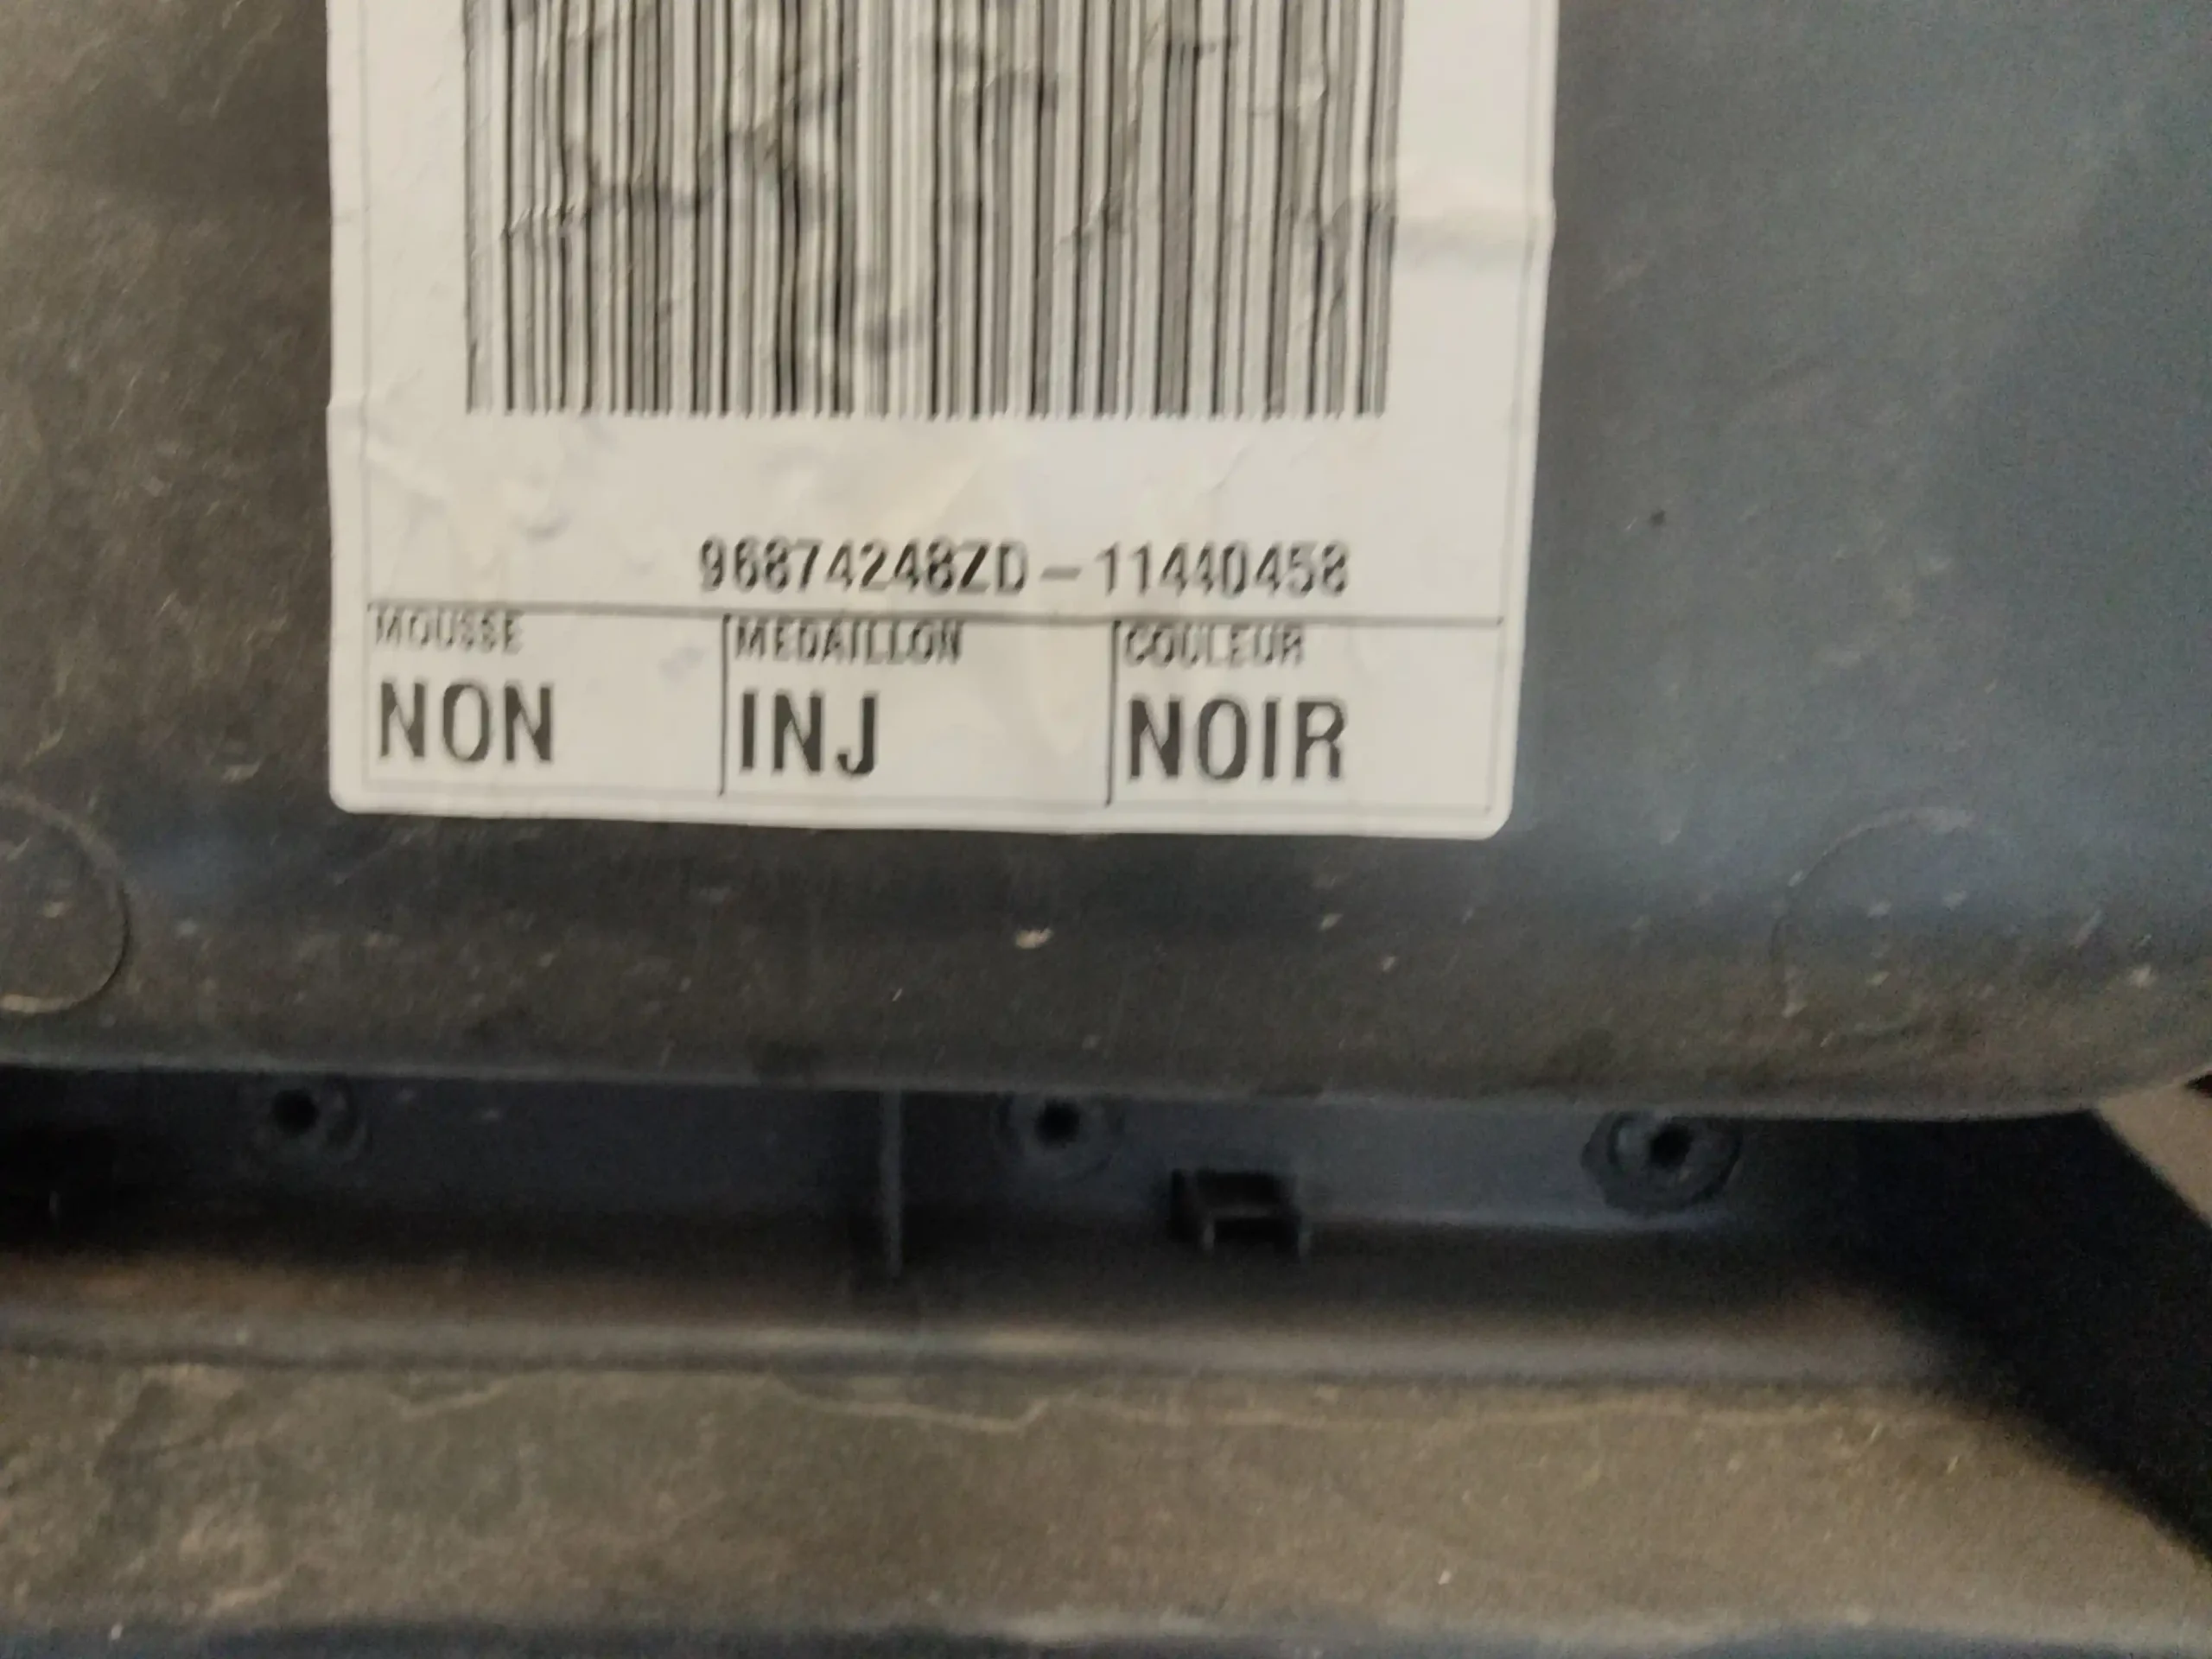 96874248ZD-11440458
MOUSSE MEDAILLON COULEUR
NON INJ NOIR